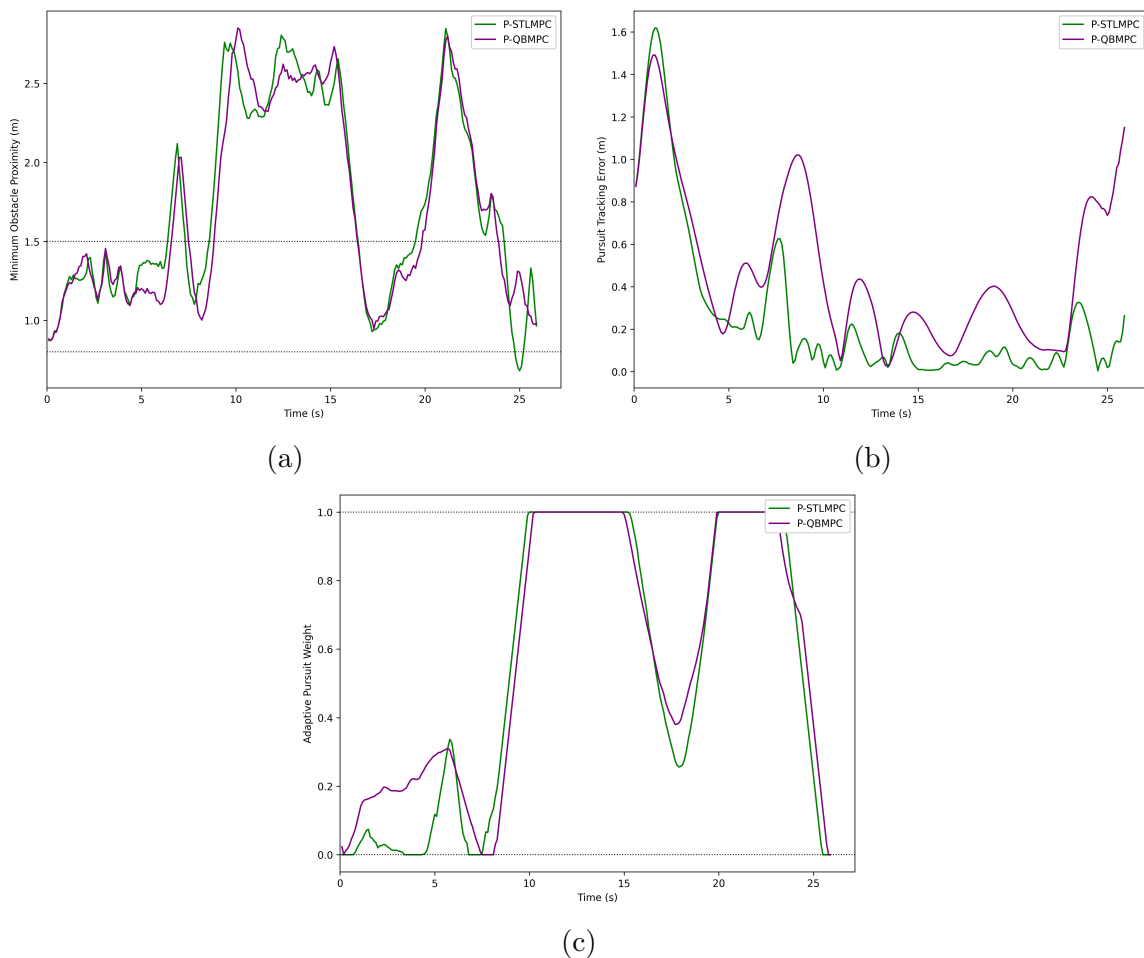 P-STLMPC
P-QBMPC
2.5
2.0
1.5
1.0
Minimum Obstacle Proximity (m)
0
5
10
15
20
25
Time (s)
(a)
P-STLMPC
P-QBMPC
1.6
1.4
1.2
1.0
0.8
0.6
0.4
0.2
0.0
Pursuit Tracking Error (m)
0
5
10
15
20
25
Time (s)
(b)
P-STLMPC
P-QBMPC
1.0
0.8
0.6
0.4
0.2
0.0
Adaptive Pursuit Weight
0
5
10
15
20
25
Time (s)
(c)